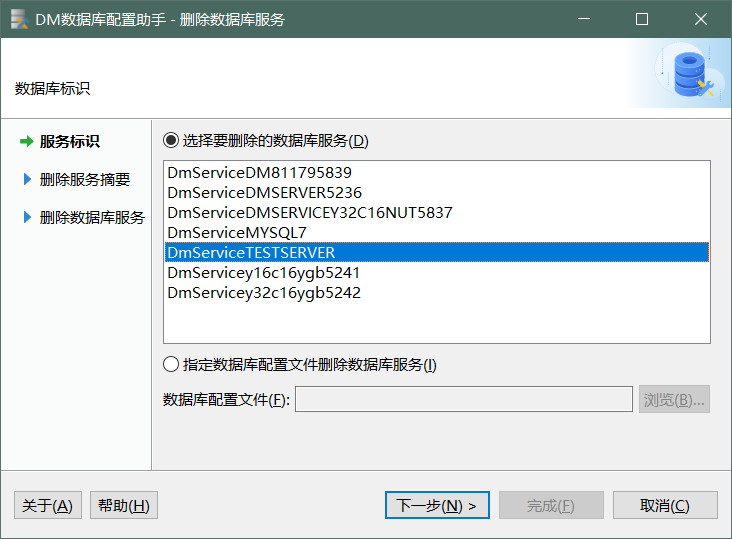 DM数据库配置助手 - 删除数据库服务
数据库标识
服务标识
删除服务摘要
删除数据库服务
选择要删除的数据库服务(D)
DmServiceDM811795839
DmServiceDMSERVER5236
DmServiceDMSERVICEY32C16NUT5837
DmServiceMYSQL7
DmServiceTESTSERVER
DmServicey16c16ygb5241
DmServicey32c16ygb5242
指定数据库配置文件删除数据库服务(I)
数据库配置文件(F):
浏览(B)...
关于(A)
帮助(H)
下一步(N) >
完成(F)
取消(C)